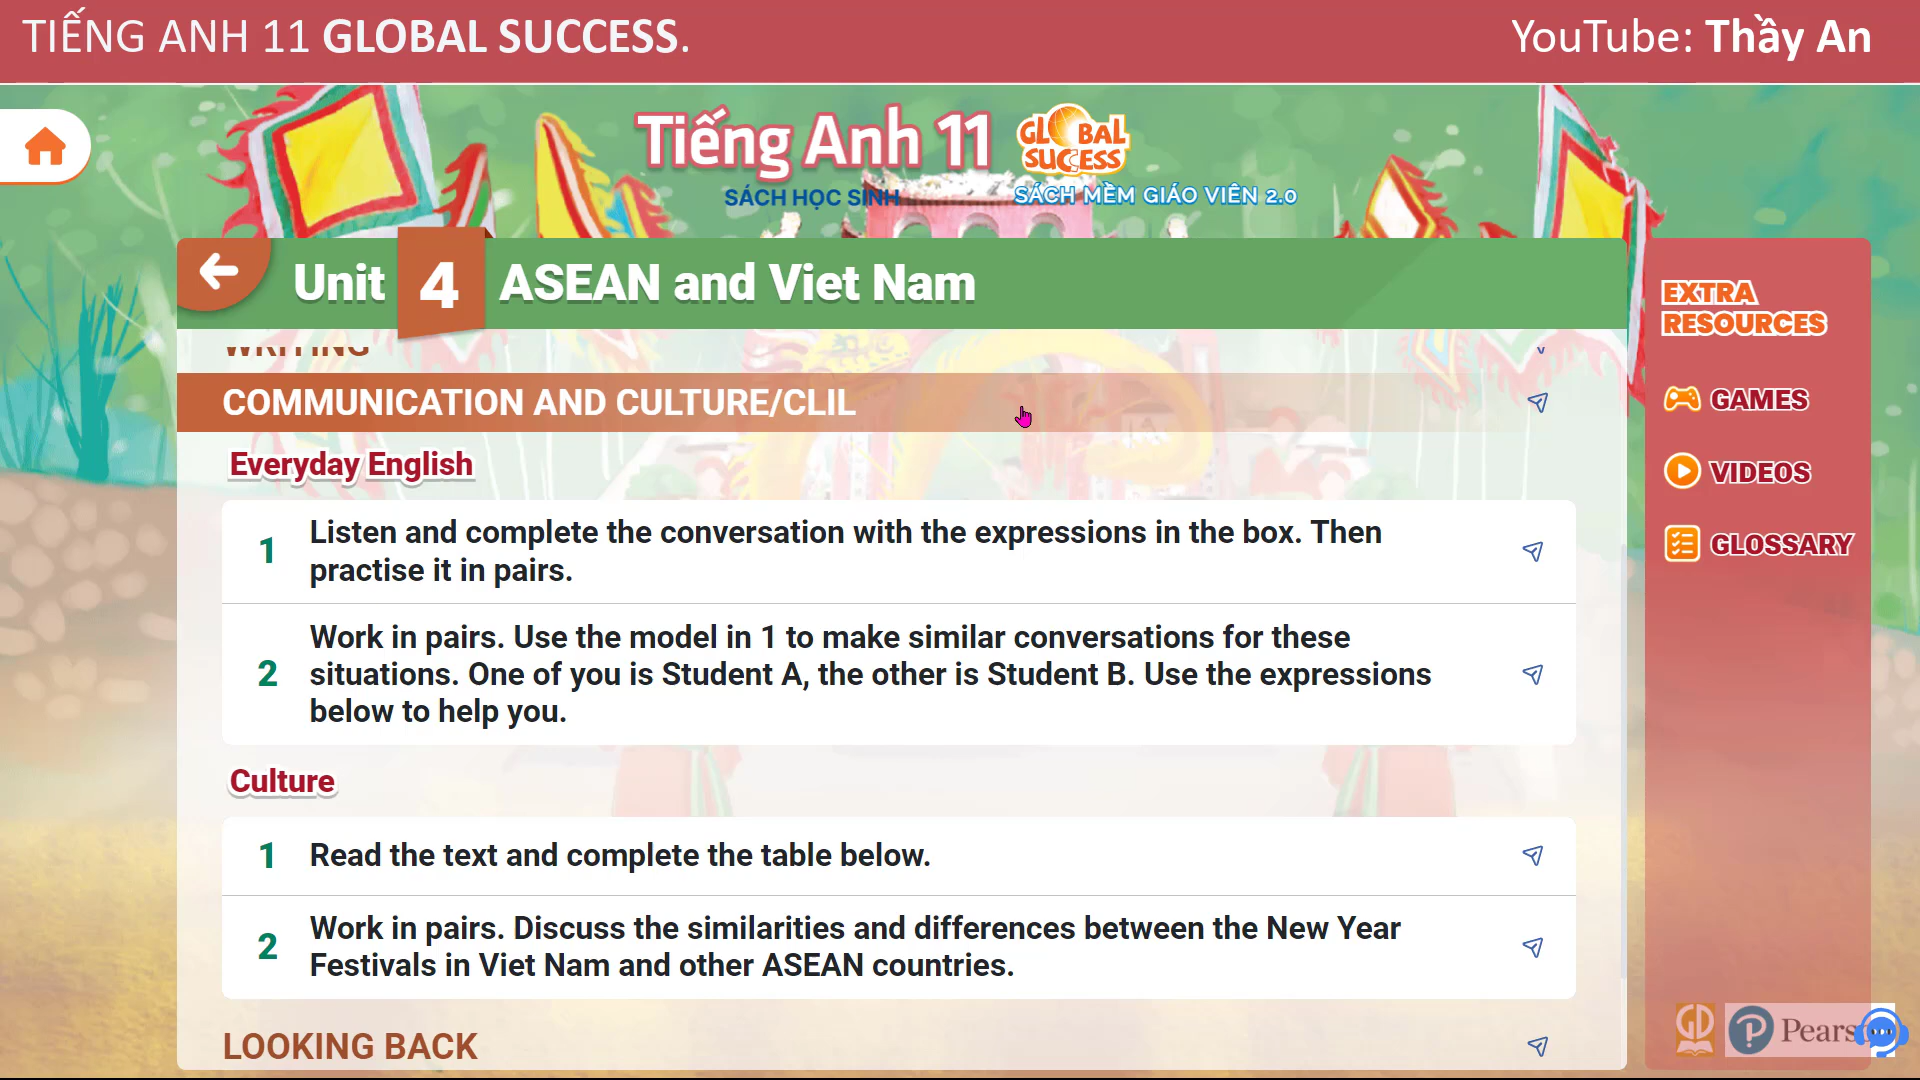 TIẾNG ANH 11 GLOBAL SUCCESS.
YouTube: Thầy An
Tiếng Anh 11
GLOBAL
SUCCESS
SÁCH HỌC SINH
SÁCH MỀM GIÁO VIÊN 2.0
Unit 4 ASEAN and Viet Nam
WRITING
COMMUNICATION AND CULTURE/CLIL
Everyday English
1 Listen and complete the conversation with the expressions in the box. Then
practise it in pairs.
2 Work in pairs. Use the model in 1 to make similar conversations for these
situations. One of you is Student A, the other is Student B. Use the expressions
below to help you.
Culture
1 Read the text and complete the table below.
2 Work in pairs. Discuss the similarities and differences between the New Year
Festivals in Viet Nam and other ASEAN countries.
LOOKING BACK
EXTRA
RESOURCES
GAMES
VIDEOS
GLOSSARY
GD
P Pears